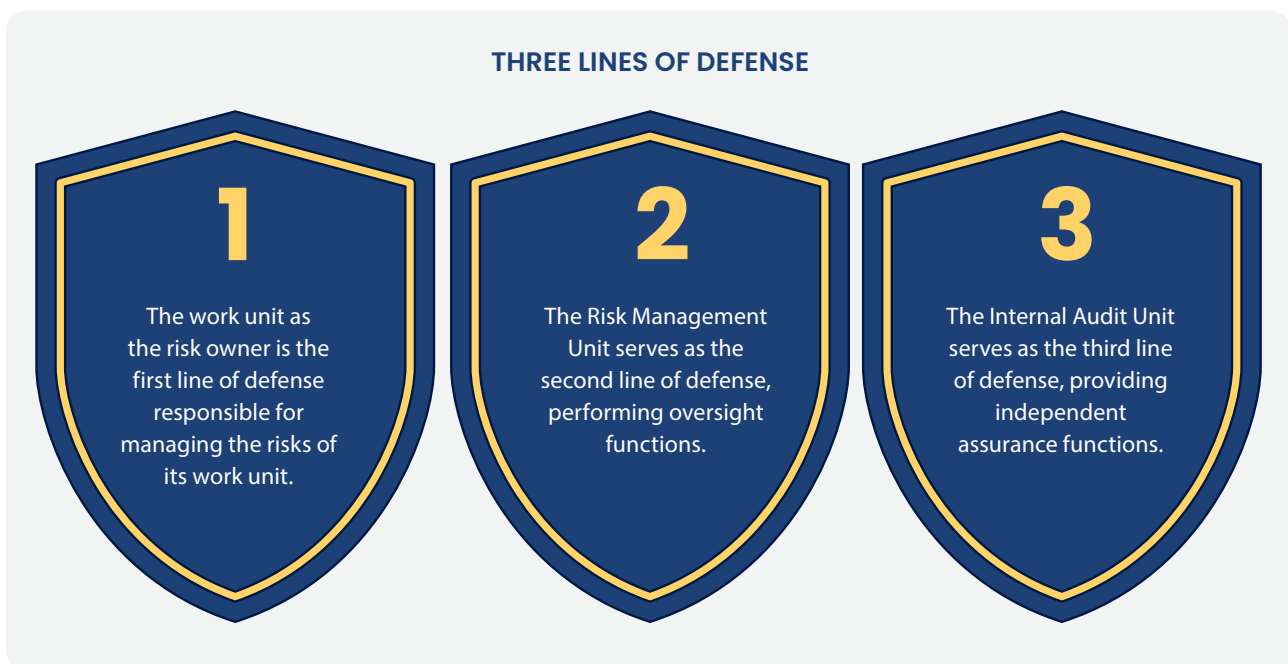 THREE LINES OF DEFENSE
1
The work unit as
the risk owner is the
first line of defense
responsible for
managing the risks of
its work unit.
2
The Risk Management
Unit serves as the
second line of defense,
performing oversight
functions.
3
The Internal Audit Unit
serves as the third line
of defense, providing
independent
assurance functions.